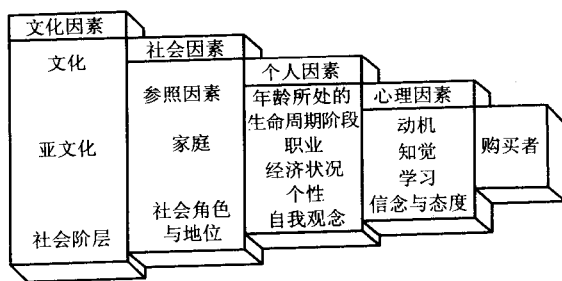 文化因素
文化
亚文化
社会阶层
社会因素
参照因素
家庭
社会角色
与地位
个人因素
年龄所处的
生命周期阶段
职业
经济状况
个性
自我观念
心理因素
动机
知觉
学习
信念与态度
购买者